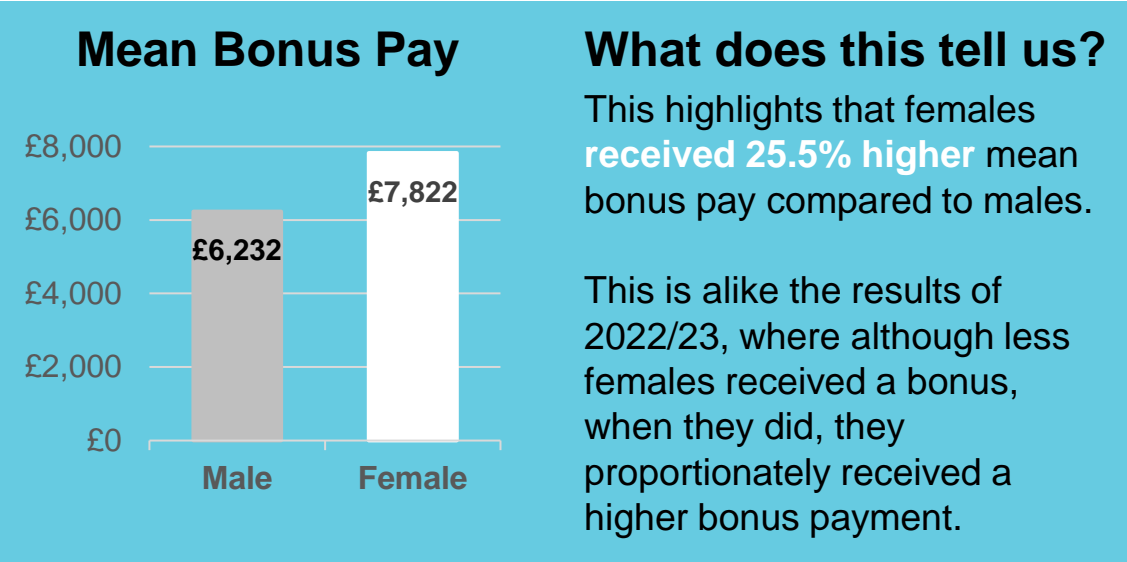 Mean Bonus Pay
£8,000
£6,000
£4,000
£2,000
£0
£6,232
£7,822
Male
Female
What does this tell us?
This highlights that females
received 25.5% higher mean
bonus pay compared to males.
This is alike the results of
2022/23, where although less
females received a bonus,
when they did, they
proportionately received a
higher bonus payment.